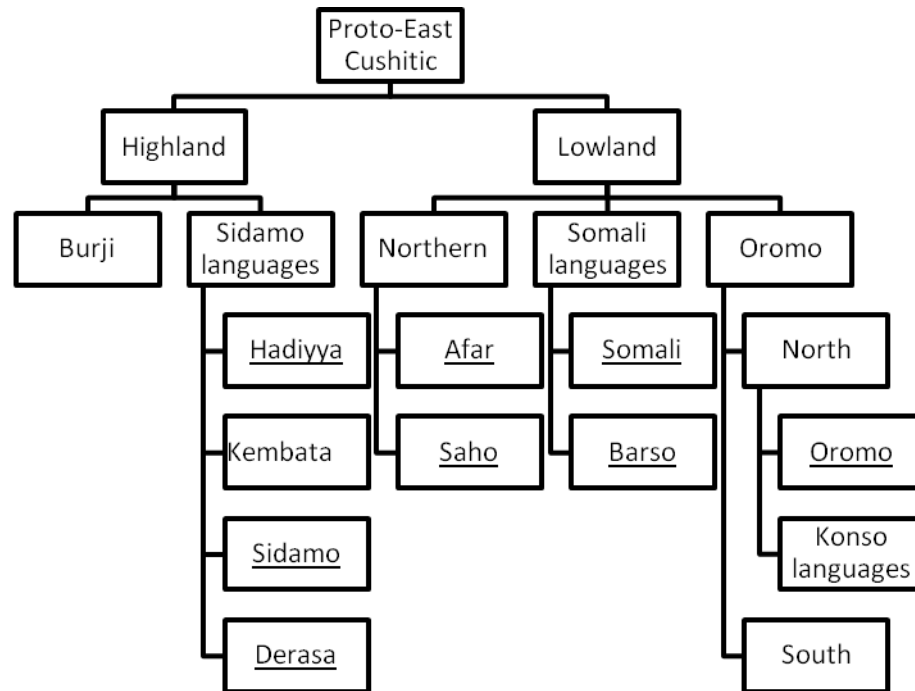 Proto-East
Cushitic
Highland
Lowland
Burji
Sidamo
languages
Northern
Somali
languages
Oromo
Hadiyya
Afar
Somali
North
Kembata
Saho
Barso
Oromo
Sidamo
Konso
languages
Derasa
South